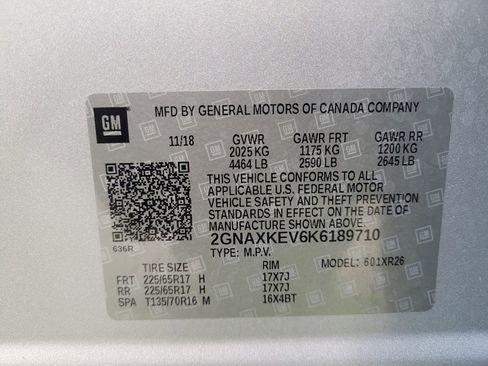 GM
MFD BY GENERAL MOTORS OF CANADA COMPANY
11/18 GVWR GAWR FRT GAWR RR
2025 KG 1175 KG 1200 KG
4464 LB 2590 LB 2645 LB
THIS VEHICLE CONFORMS TO ALL
APPLICABLE U.S. FEDERAL MOTOR
VEHICLE SAFETY AND THEFT PREVENTION
STANDARDS IN EFFECT ON THE DATE OF
MANUFACTURE SHOWN ABOVE.
2GNAXKEV6K6189710
636R
TYPE: M.P.V. MODEL: 601XR26
TIRE SIZE RIM
FRT 225/65R17 H 17X7J
RR 225/65R17 H 17X7J
SPA T135/70R16 M 16X4BT